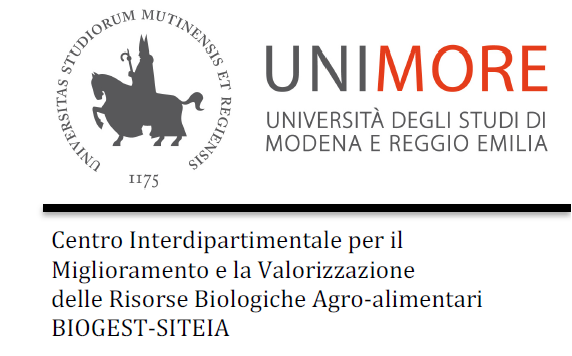 UNIVERSITAS STUDIORUM MUTINENSIS ET REGIENSIS
1175
UNIMORE
UNIVERSITÀ DEGLI STUDI DI
MODENA E REGGIO EMILIA
Centro Interdipartimentale per il
Miglioramento e la Valorizzazione
delle Risorse Biologiche Agro-alimentari
BIOGEST-SITEIA